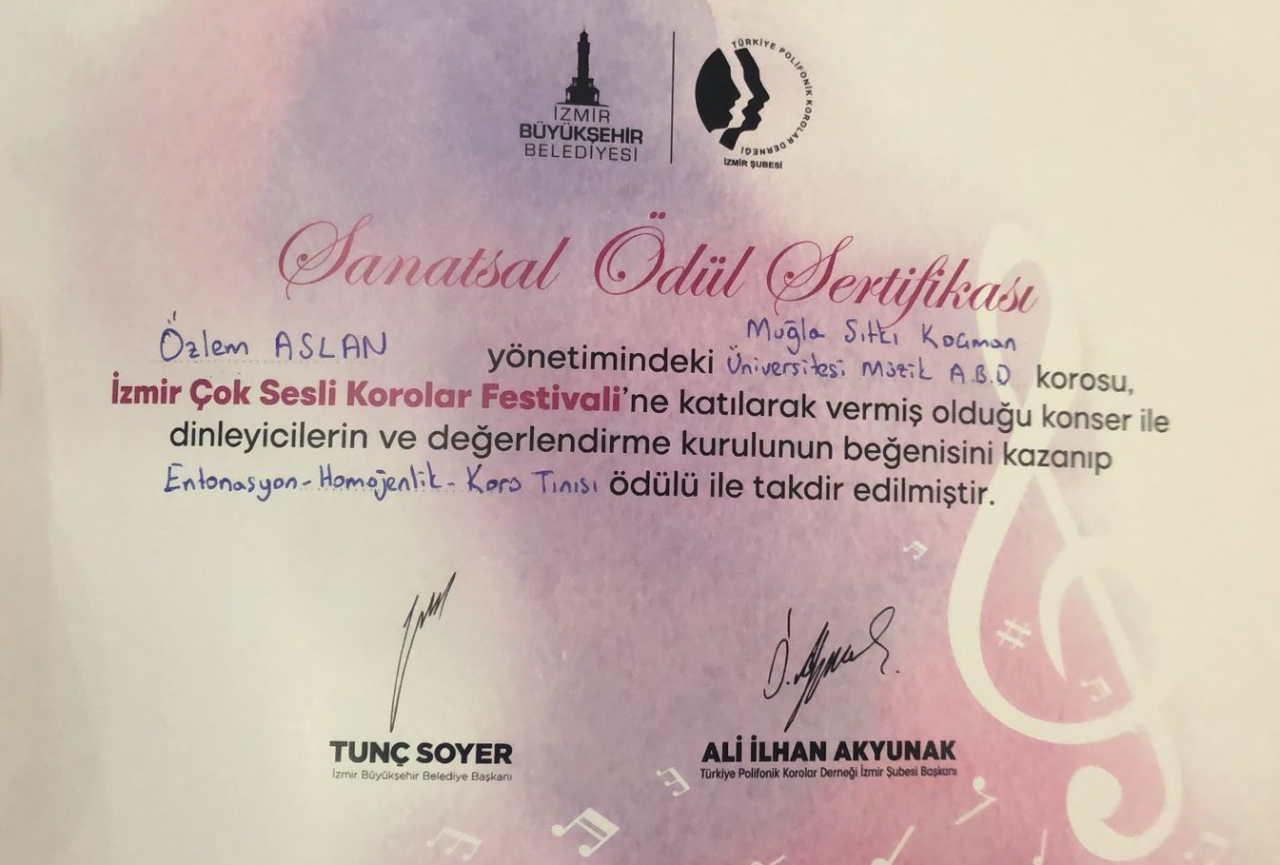 İZMİR
BÜYÜKŞEHİR
BELEDİYESİ
TÜRKİYE POLİFONİK KOROLAR DERNEĞİ
İZMİR ŞUBESİ
Sanatsal Ödül Sertifikası
Muğla Sıtkı Koçman
Özlem ASLAN yönetimindeki Üniversitesi Müzik A.B.D korosu,
İzmir Çok Sesli Korolar Festivali'ne katılarak vermiş olduğu konser ile
dinleyicilerin ve değerlendirme kurulunun beğenisini kazanıp
Entonasyon-Homojenlik-Koro Tınısı ödülü ile takdir edilmiştir.
TUNÇ SOYER
İzmir Büyükşehir Belediye Başkanı
ALİ İLHAN AKYUNAK
Türkiye Polifonik Korolar Derneği İzmir Şubesi Başkanı